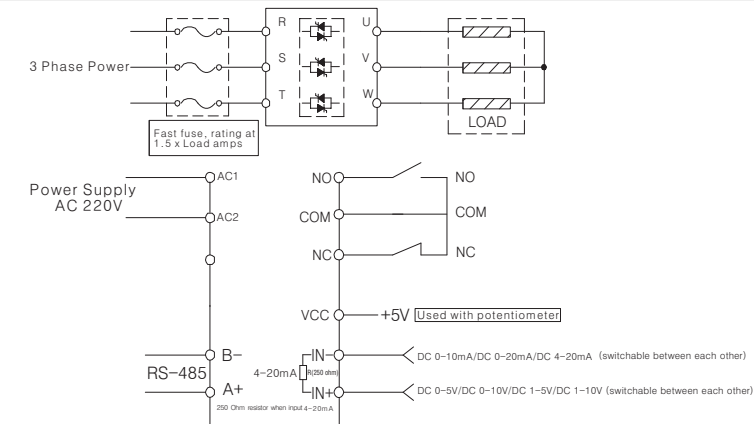 R
U
S
V
3 Phase Power
T
W
LOAD
Fast fuse, rating at
1.5 x Load amps
Power Supply
AC 220V
AC1
AC2
NO
NO
COM
COM
NC
NC
VCC
+5V
Used with potentiometer
RS-485
B-
A+
4-20mA
R(250 ohm)
IN-
IN+
DC 0-10mA/DC 0-20mA/DC 4-20mA (switchable between each other)
DC 0-5V/DC 0-10V/DC 1-5V/DC 1-10V (switchable between each other)
250 Ohm resistor when input 4-20mA